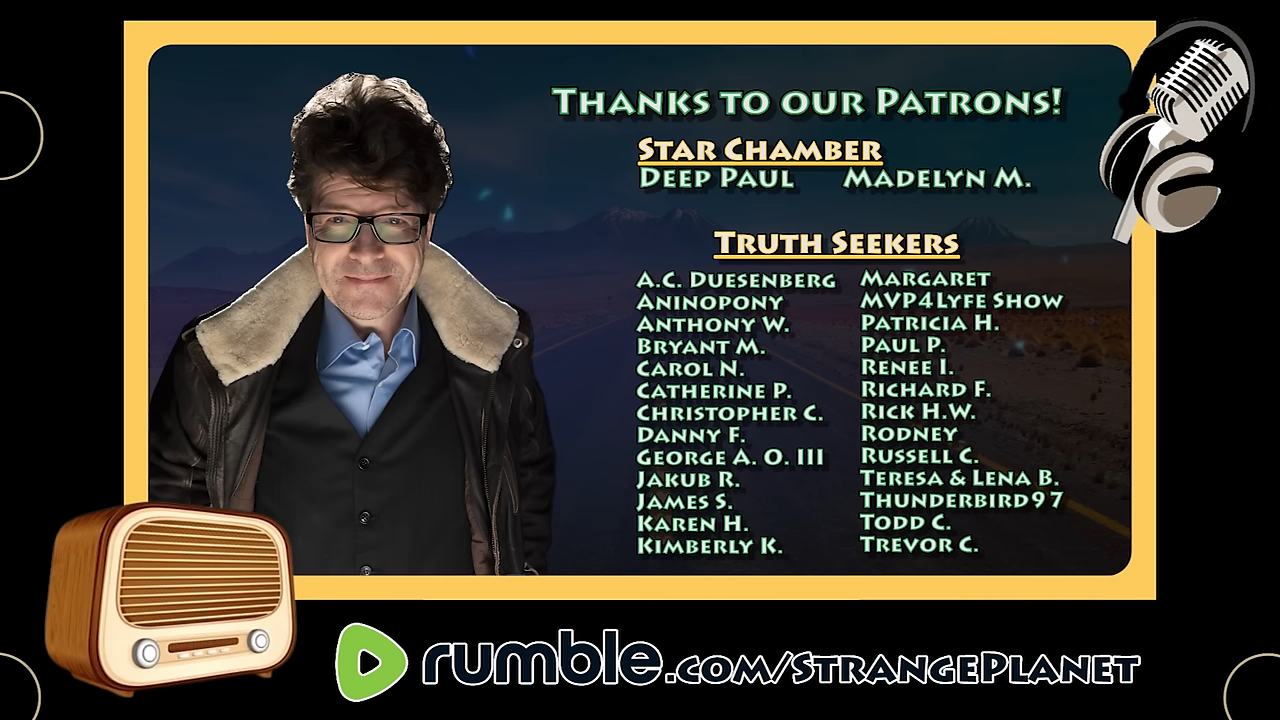 Thanks to our Patrons!
Star Chamber
Deep Paul Madelyn M.
Truth Seekers
A.C. Duesenberg
Aninopony
Anthony W.
Bryant M.
Carol N.
Catherine P.
Christopher C.
Danny F.
George A. O. III
Jakub R.
James S.
Karen H.
Kimberly K.
Margaret
MVP4Lyfe Show
Patricia H.
Paul P.
Renee I.
Richard F.
Rick H.W.
Rodney
Russell C.
Teresa & Lena B.
Thunderbird97
Todd C.
Trevor C.
rumble.com/StrangePlanet